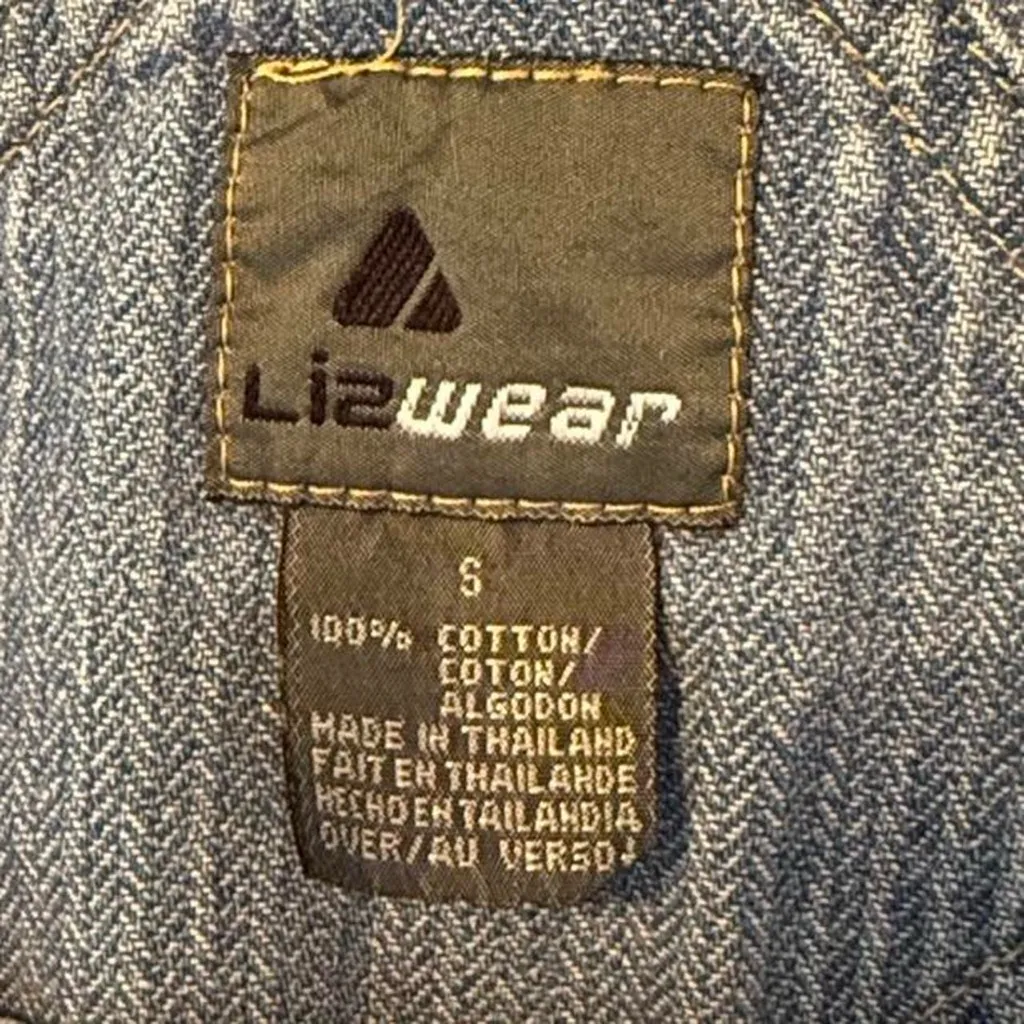 Lizwear
S
100% COTTON/
COTON/
ALGODON
MADE IN THAILAND
FAIT EN THAILANDE
HECHO EN TAILANDIA
OVER/AU VERSO↓